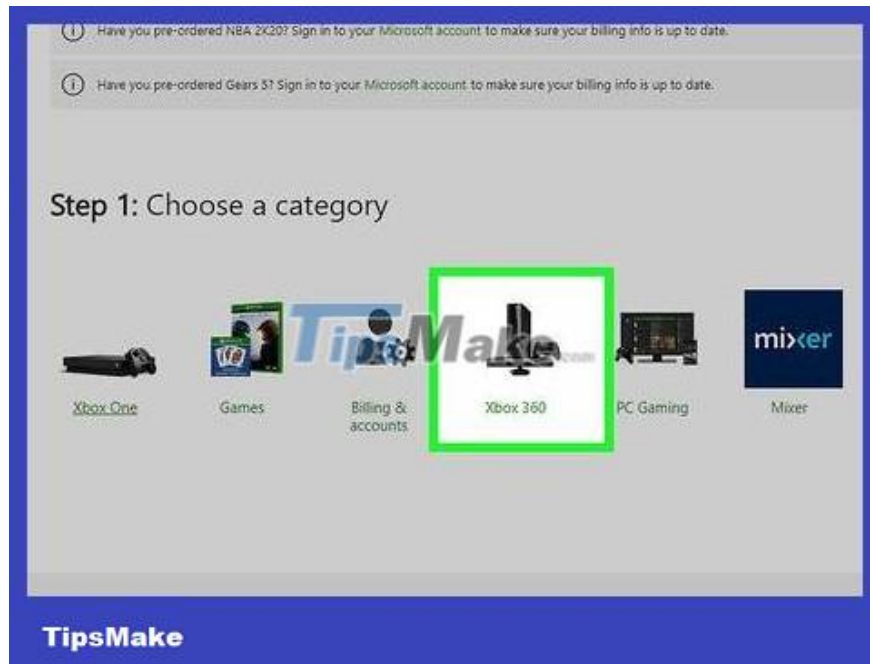 Have you pre-ordered NBA 2K20? Sign in to your Microsoft account to make sure your billing info is up to date.
Have you pre-ordered Gears 5? Sign in to your Microsoft account to make sure your billing info is up to date.
Step 1: Choose a category
TipsMake.com
mixer
Xbox One
Games
Billing &
accounts
Xbox 360
PC Gaming
Mixer
TipsMake